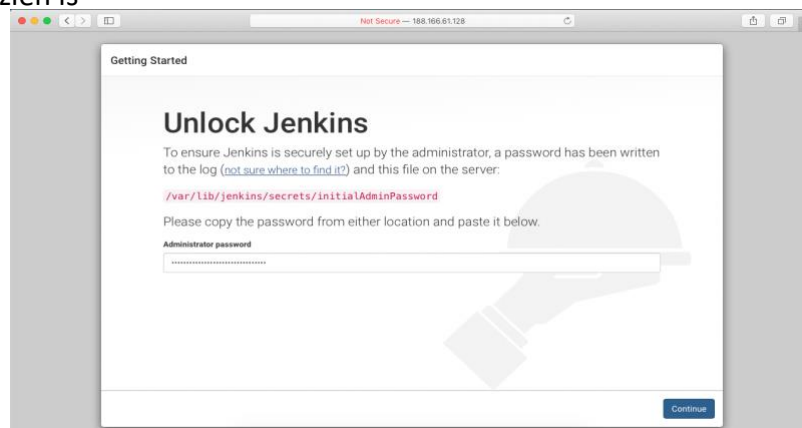 Not Secure — 188.166.61.128
Getting Started
Unlock Jenkins
To ensure Jenkins is securely set up by the administrator, a password has been written
to the log (not sure where to find it?) and this file on the server:
/var/lib/jenkins/secrets/initialAdminPassword
Please copy the password from either location and paste it below.
Administrator password
Continue